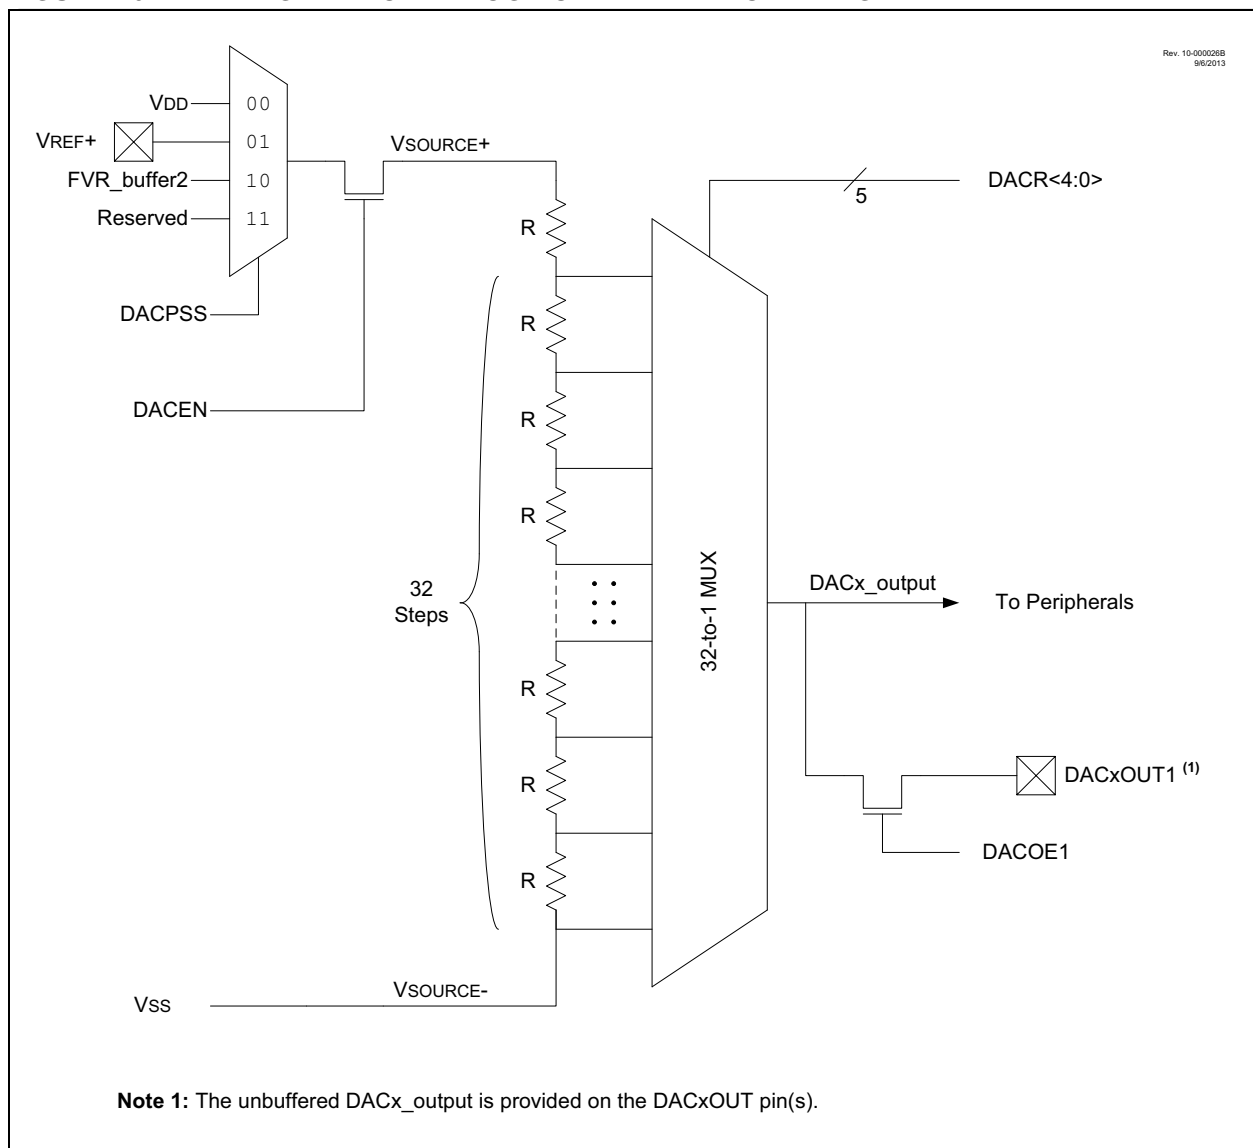 Rev. 10-000026B
9/6/2013
VDD
00
VREF+
01
VSOURCE+
FVR_buffer2
10
DACR<4:0>
5
Reserved
11
R
DACPSS
R
DACEN
R
R
32
Steps
32-to-1 MUX
DACx_output
To Peripherals
R
R
DACxOUT1 (1)
DACOE1
R
VSOURCE-
VSS
Note 1: The unbuffered DACx_output is provided on the DACxOUT pin(s).